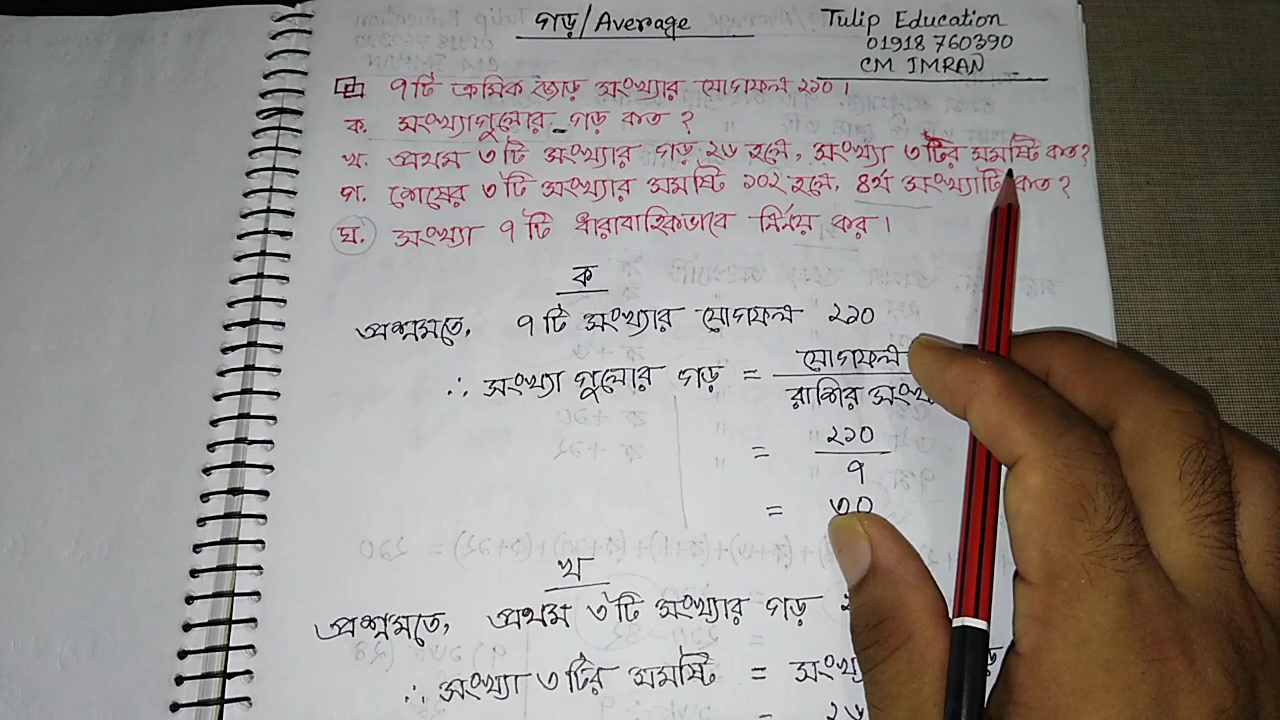 গড়/Average
Tulip Education
01918 760390
CM IMRAN
৭টি ক্রমিক জোড় সংখ্যার যোগফল ২১০।
ক. সংখ্যাগুলোর গড় কত?
খ. প্রথম ৩টি সংখ্যার গড় ২৬ হলে, সংখ্যা ৩টির সমষ্টি কত?
গ. শেষের ৩টি সংখ্যার সমষ্টি ১০২ হলে, ৪র্থ সংখ্যাটি কত?
ঘ. সংখ্যা ৭টি ধারাবাহিকভাবে নির্নয় কর।
ক
প্রশ্নমতে, ৭টি সংখ্যার যোগফল ২১০
∴ সংখ্যা গুলোর গড় = যোগফল
রাশির
= ২১০
৭
= ৩০
খ
প্রশ্নমতে, প্রথম ৩টি সংখ্যার গড়
∴ সংখ্যা ৩টির সমষ্টি =
= ২৬